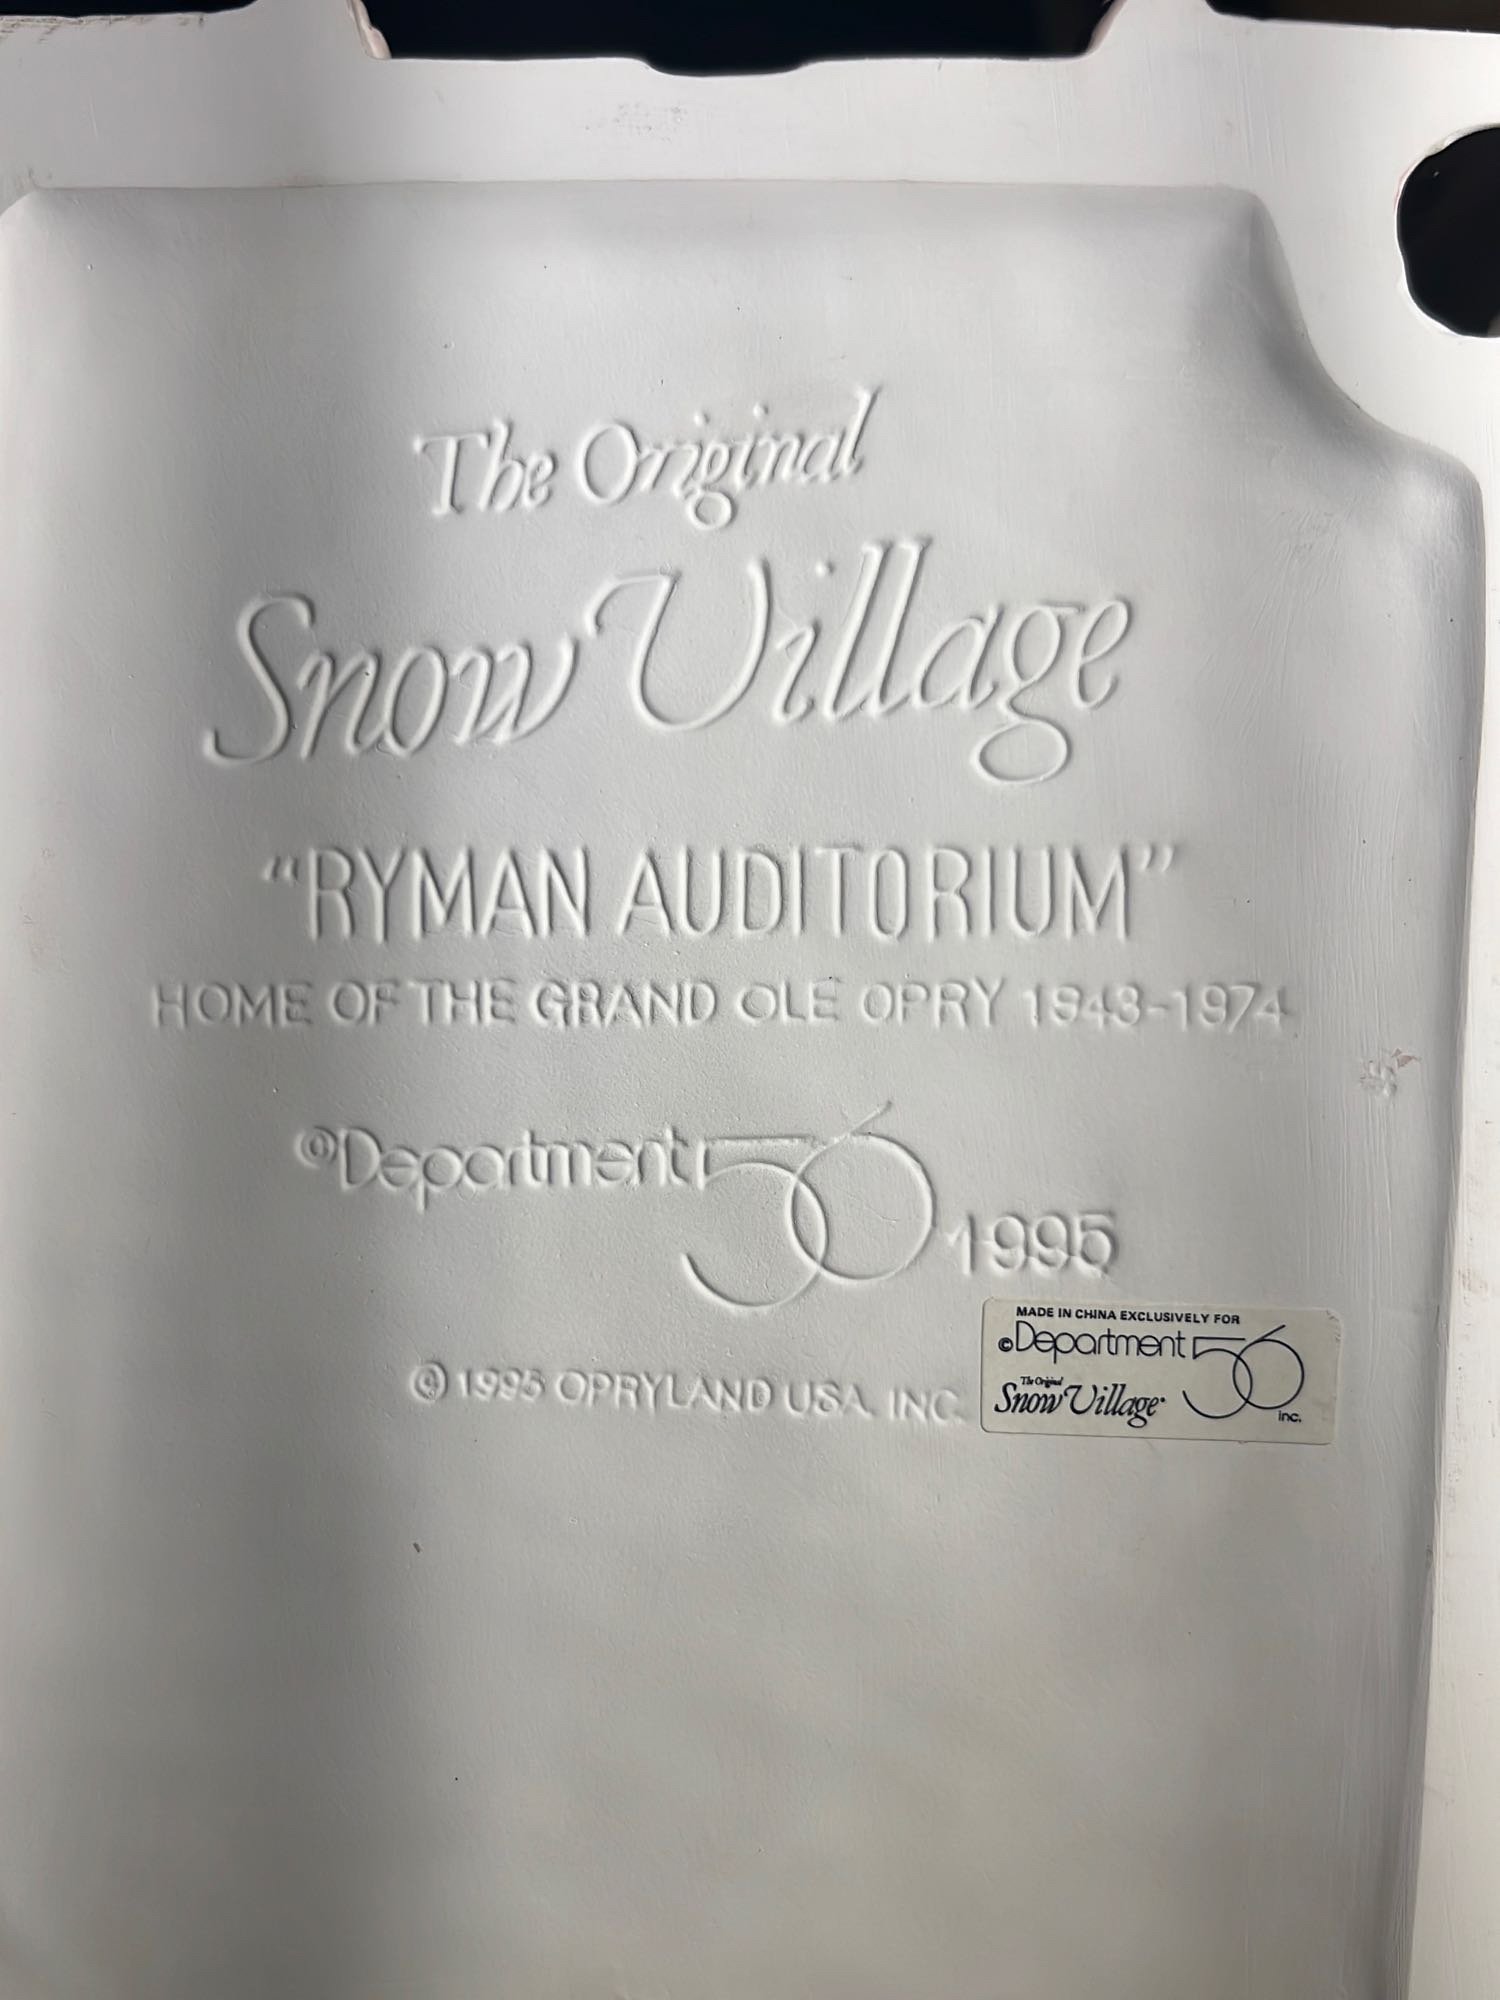 The Original
Snow Village
“RYMAN AUDITORIUM”
HOME OF THE GRAND OLE OPRY 1943-1974
©Department 56 1995
© 1995 OPRYLAND USA INC.
MADE IN CHINA EXCLUSIVELY FOR
©Department 56
The Original
Snow Village®
inc.